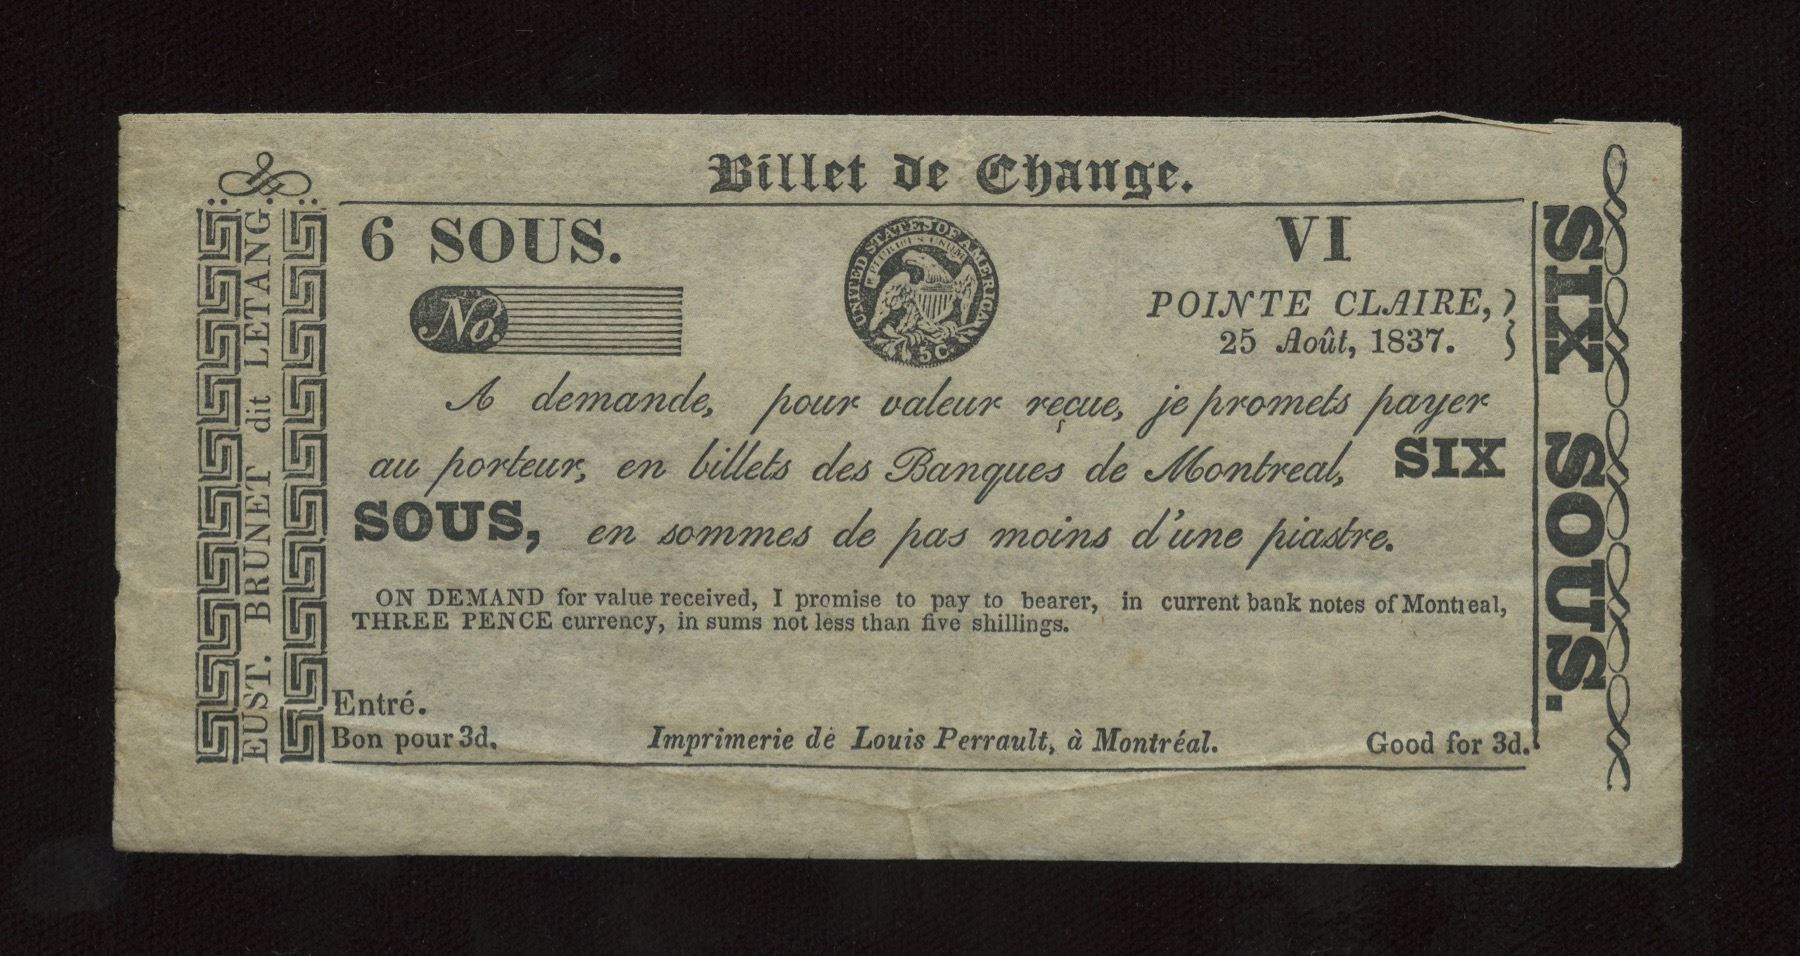 Billet de Change.
EUST. BRUNET dit LETANG.
6 SOUS.
No.
UNITED STATES OF AMERICA
E PLURIBUS UNUM
5 C.
VI
POINTE CLAIRE,
25 Août, 1837.
A demande, pour valeur reçue, je promets payer
au porteur, en billets des Banques de Montreal, SIX
SOUS, en sommes de pas moins d'une piastre.
ON DEMAND for value received, I promise to pay to bearer, in current bank notes of Montreal,
THREE PENCE currency, in sums not less than five shillings.
Entré.
Bon pour 3d.
Imprimerie de Louis Perrault, à Montréal.
Good for 3d.
SIX SOUS.